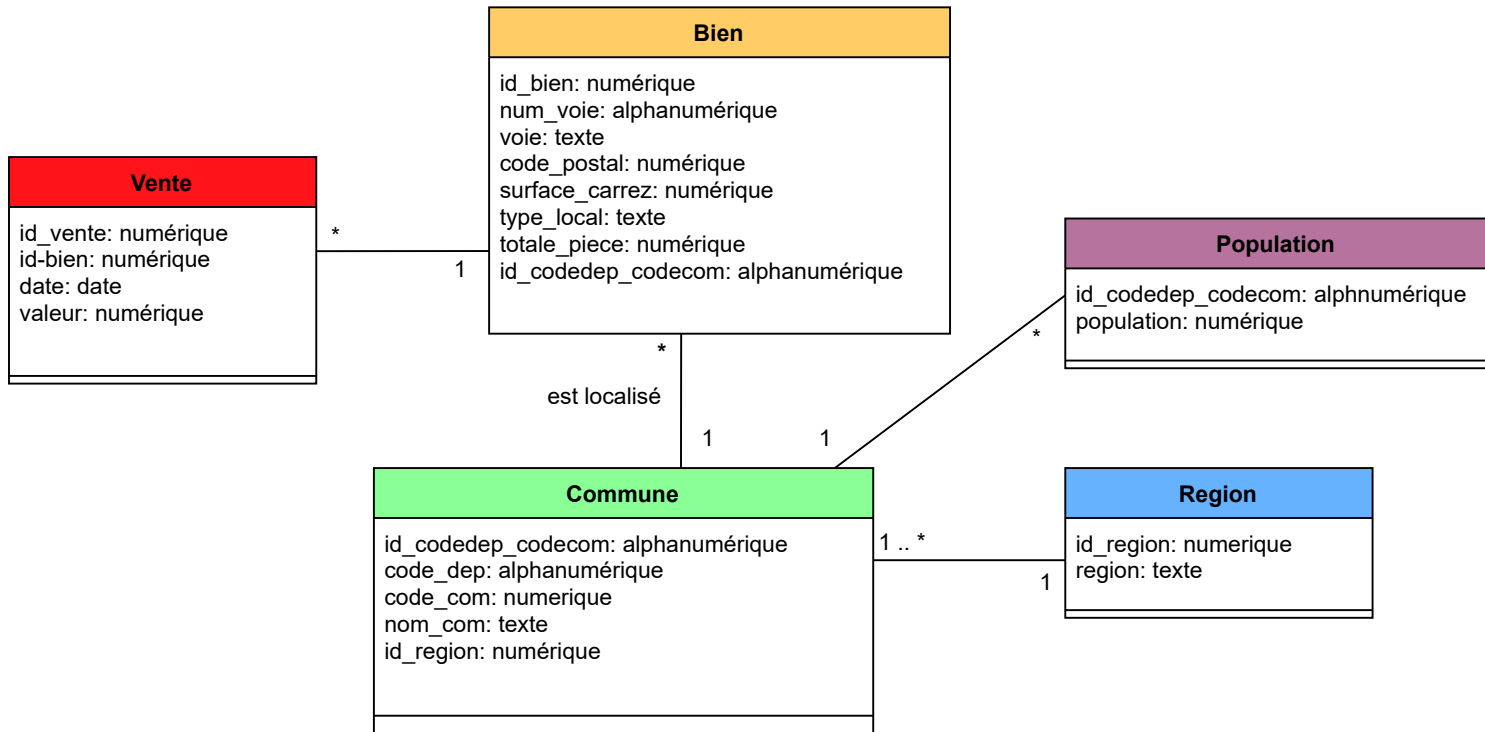 Bien
id_bien: numérique
num_voie: alphanumérique
voie: texte
code_postal: numérique
surface_carrez: numérique
type_local: texte
totale_piece: numérique
id_codedep_codecom: alphanumérique
Vente
id_vente: numérique
id-bien: numérique
date: date
valeur: numérique
*
1
Population
id_codedep_codecom: alphnumérique
population: numérique
*
est localisé
1
1
*
Commune
id_codedep_codecom: alphanumérique
code_dep: alphanumérique
code_com: numerique
nom_com: texte
id_region: numérique
1 .. *
1
Region
id_region: numerique
region: texte